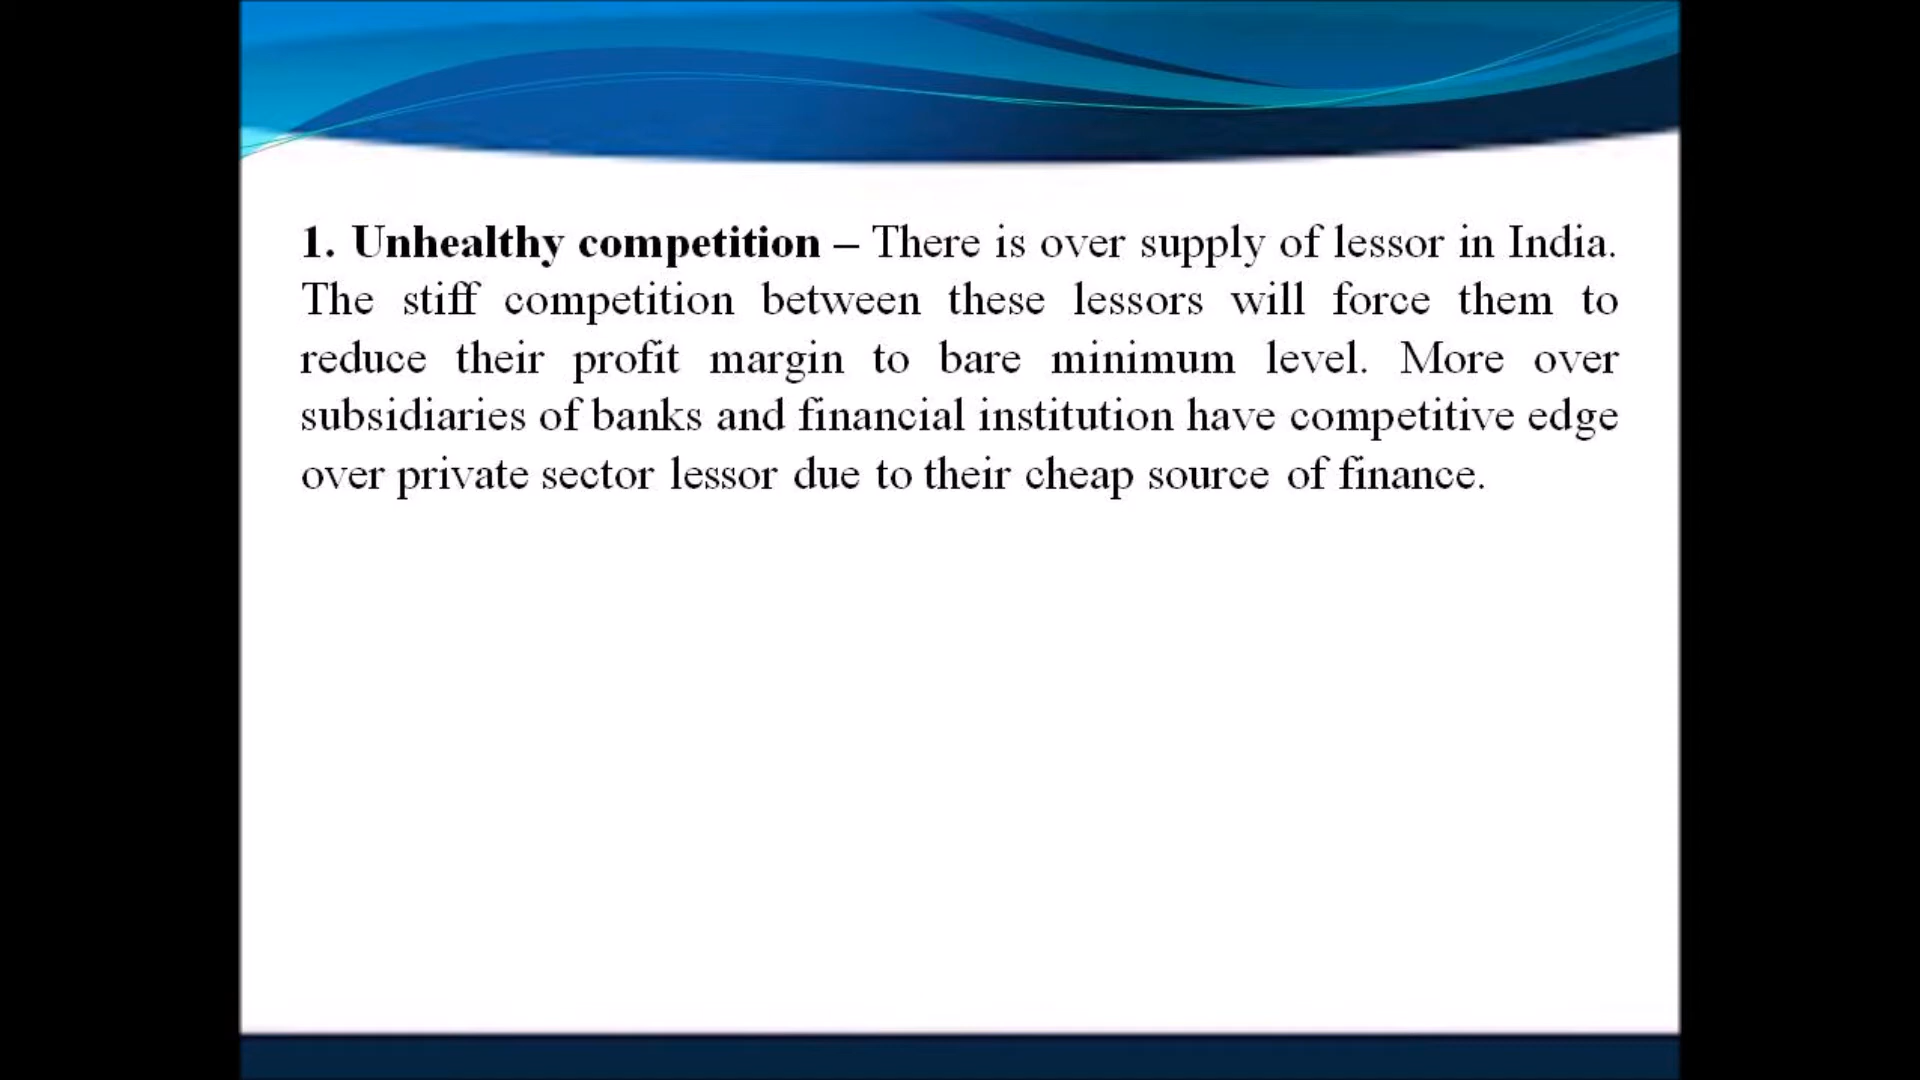 1. Unhealthy competition – There is over supply of lessor in India.
The stiff competition between these lessors will force them to
reduce their profit margin to bare minimum level. More over
subsidiaries of banks and financial institution have competitive edge
over private sector lessor due to their cheap source of finance.